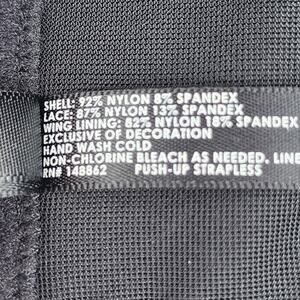 SHELL: 92% NYLON 8% SPANDEX
LACE: 87% NYLON 13% SPANDEX
WING LINING: 82% NYLON 18% SPANDEX
EXCLUSIVE OF DECORATION
HAND WASH COLD
NON-CHLORINE BLEACH AS NEEDED. LINE
RN# 148862 PUSH-UP STRAPLESS